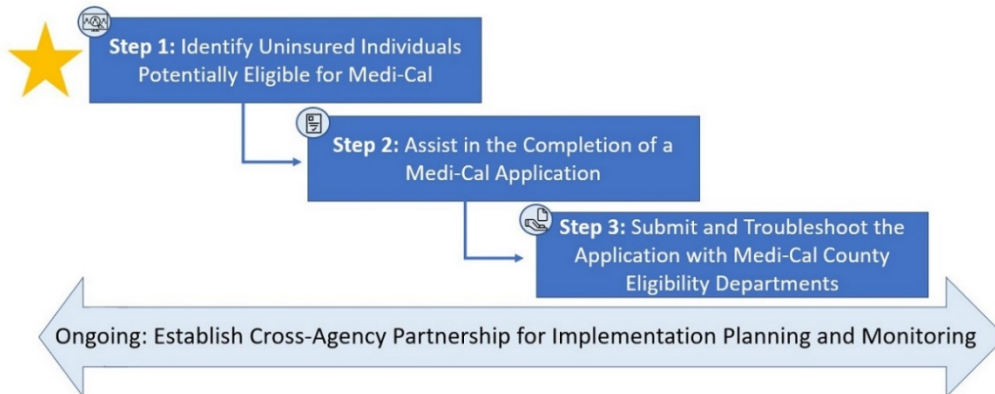 Step 1: Identify Uninsured Individuals
Potentially Eligible for Medi-Cal
Step 2: Assist in the Completion of a
Medi-Cal Application
Step 3: Submit and Troubleshoot the
Application with Medi-Cal County
Eligibility Departments
Ongoing: Establish Cross-Agency Partnership for Implementation Planning and Monitoring